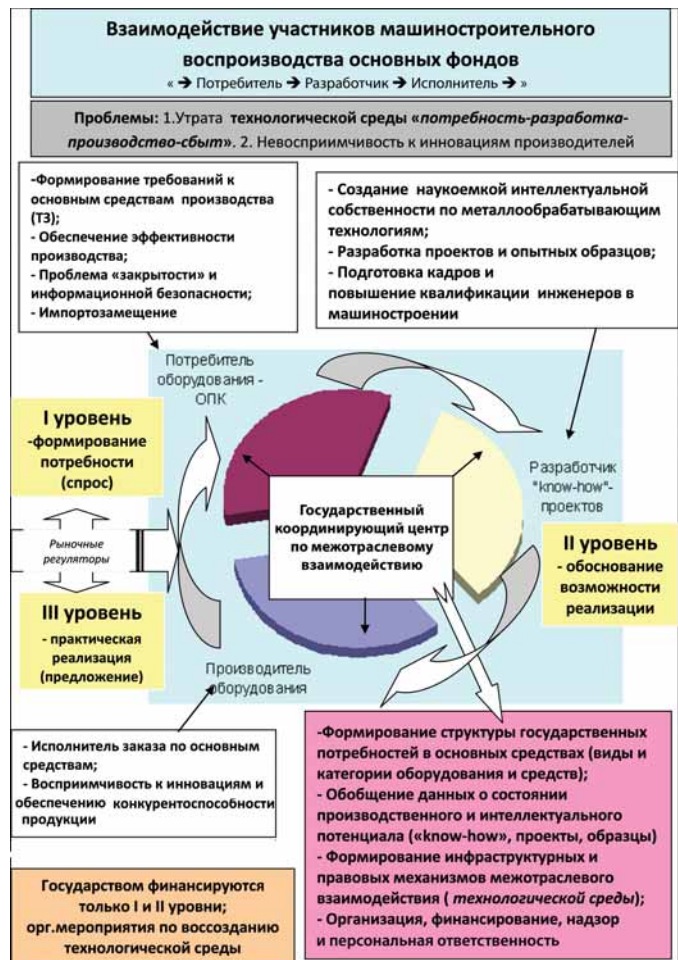 Взаимодействие участников машиностроительного
воспроизводства основных фондов
« ➔ Потребитель ➔ Разработчик ➔ Исполнитель ➔ »
Проблемы: 1.Утрата технологической среды «потребность-разработка-
производство-сбыт». 2. Невосприимчивость к инновациям производителей
-Формирование требований к
основным средствам производства
(ТЗ);
- Обеспечение эффективности
производства;
- Проблема «закрытости» и
информационной безопасности;
- Импортозамещение
- Создание наукоемкой интеллектуальной
собственности по металлообрабатывающим
технологиям;
- Разработка проектов и опытных образцов;
- Подготовка кадров и
повышение квалификации инженеров в
машиностроении
Потребитель
оборудования -
ОПК
I уровень
-формирование
потребности
(спрос)
Рыночные
регуляторы
III уровень
- практическая
реализация
(предложение)
Государственный
координирующий центр
по межотраслевому
взаимодействию
Разработчик
"know-how"-
проектов
II уровень
- обоснование
возможности
реализации
Производитель
оборудования
- Исполнитель заказа по основным
средствам;
- Восприимчивость к инновациям и
обеспечению конкурентоспособности
продукции
-Формирование структуры государственных
потребностей в основных средствах (виды и
категории оборудования и средств);
- Обобщение данных о состоянии
производственного и интеллектуального
потенциала («know-how», проекты, образцы)
- Формирование инфраструктурных и
правовых механизмов межотраслевого
взаимодействия ( технологической среды);
- Организация, финансирование, надзор
и персональная ответственность
Государством финансируются
только I и II уровни;
орг.мероприятия по воссозданию
технологической среды